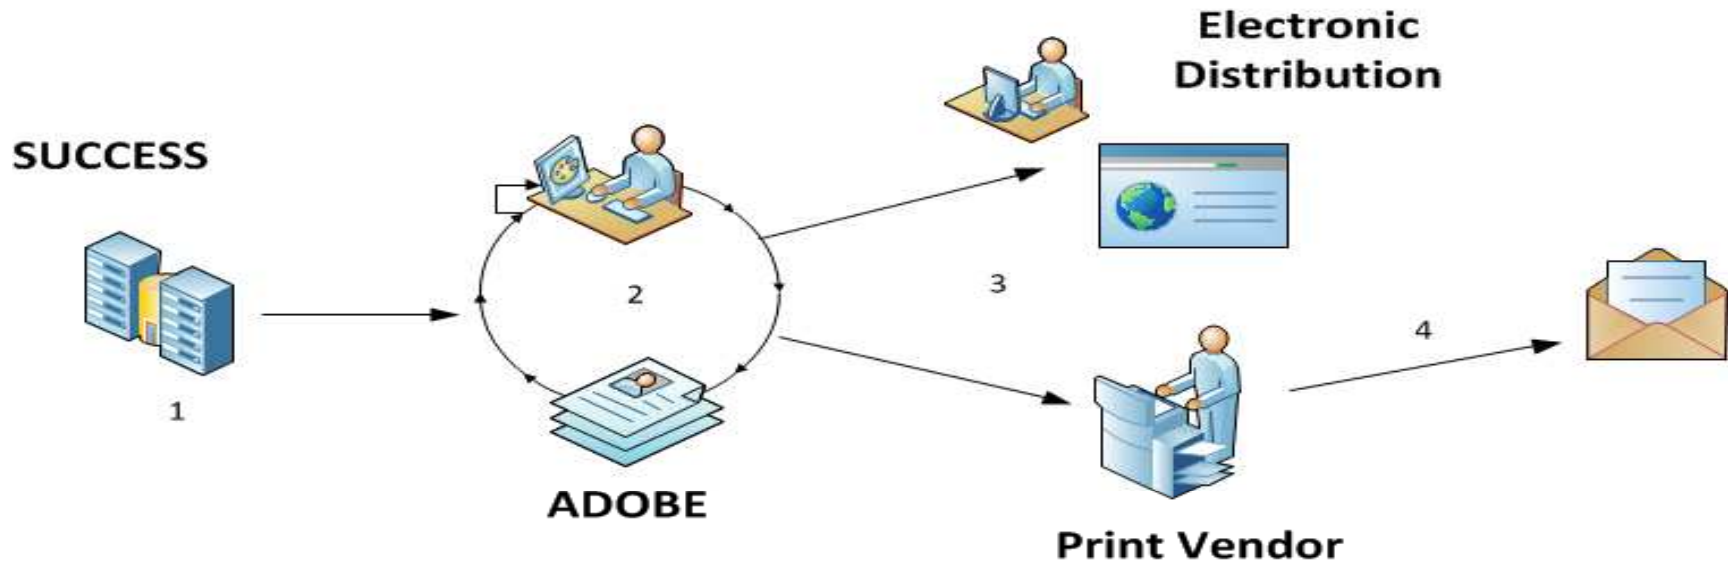 SUCCESS
1
2
ADOBE
Electronic
Distribution
3
Print Vendor
4